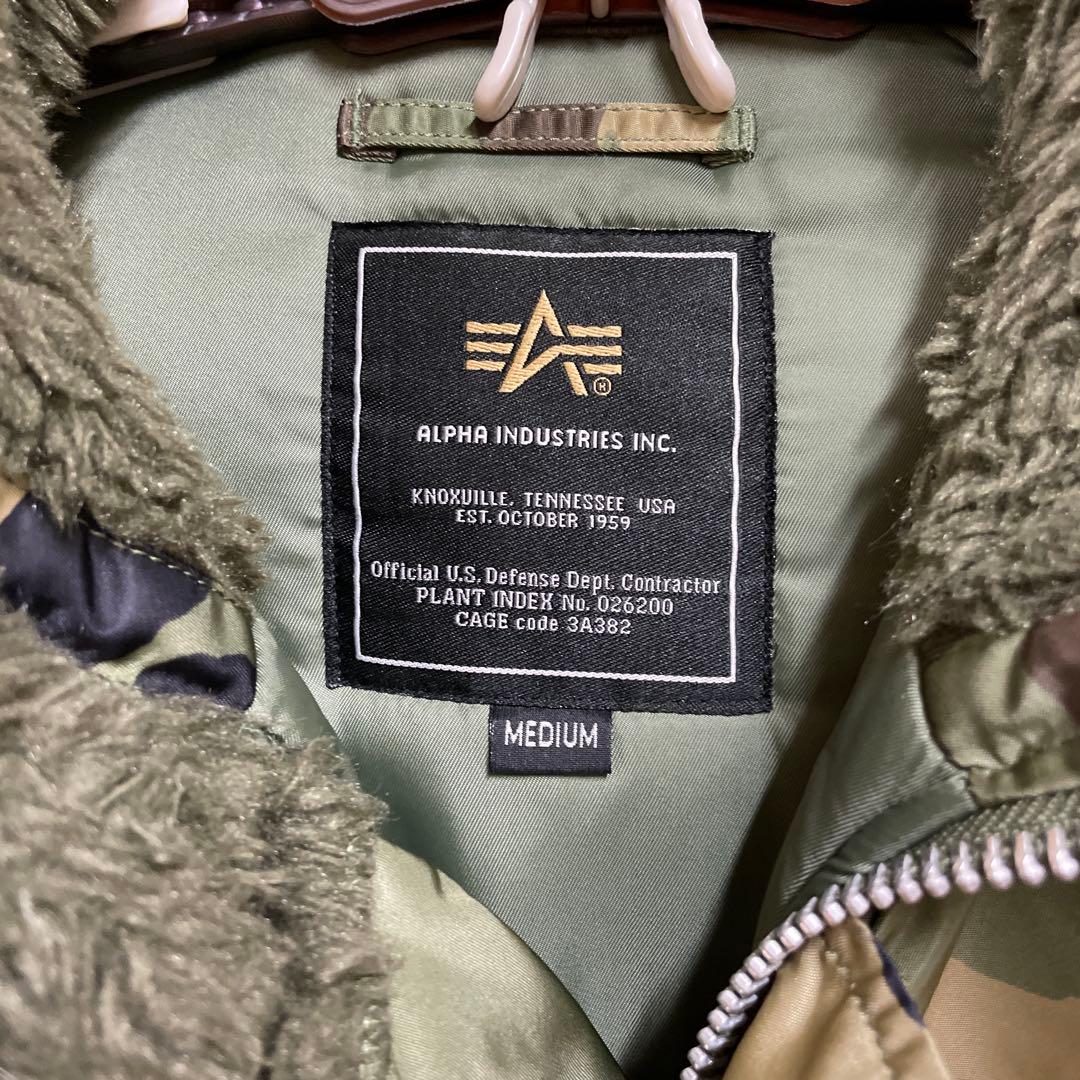 ALPHA INDUSTRIES INC.
KNOXVILLE, TENNESSEE USA
EST. OCTOBER 1959
Official U.S. Defense Dept. Contractor
PLANT INDEX No. 026200
CAGE code 3A382
MEDIUM